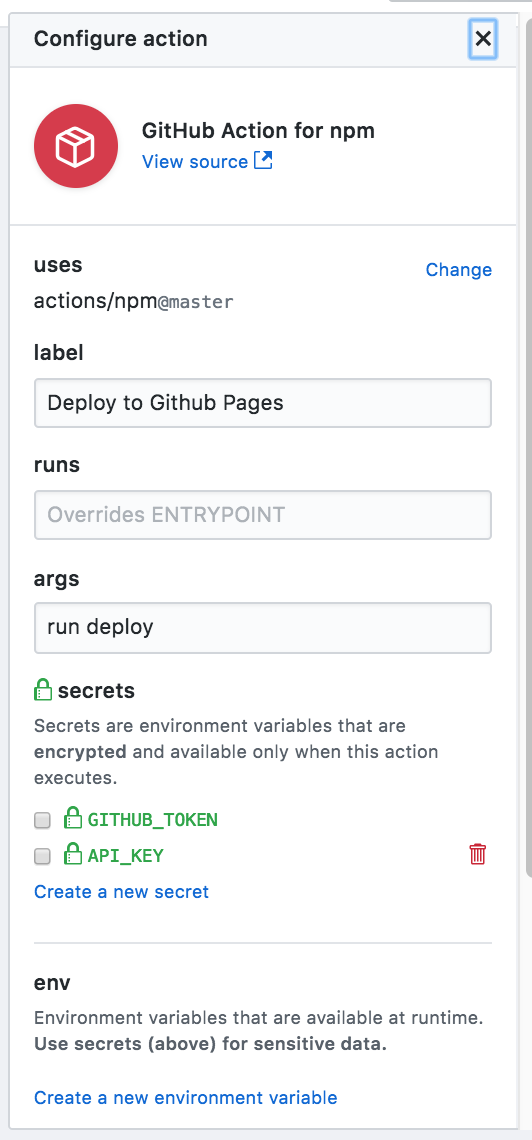 Configure action
GitHub Action for npm
View source
uses
Change
actions/npm@master
label
Deploy to Github Pages
runs
Overrides ENTRYPOINT
args
run deploy
secrets
Secrets are environment variables that are
encrypted and available only when this action
executes.
GITHUB_TOKEN
API_KEY
Create a new secret
env
Environment variables that are available at runtime.
Use secrets (above) for sensitive data.
Create a new environment variable